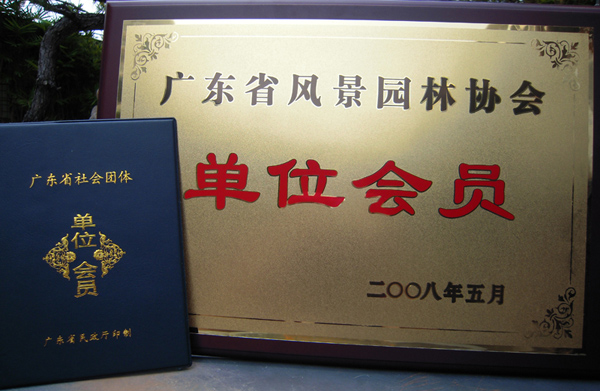 广东省风景园林协会
单位会员
二〇〇八年五月
广东省社会团体
单位
会员
广东省民政厅印制